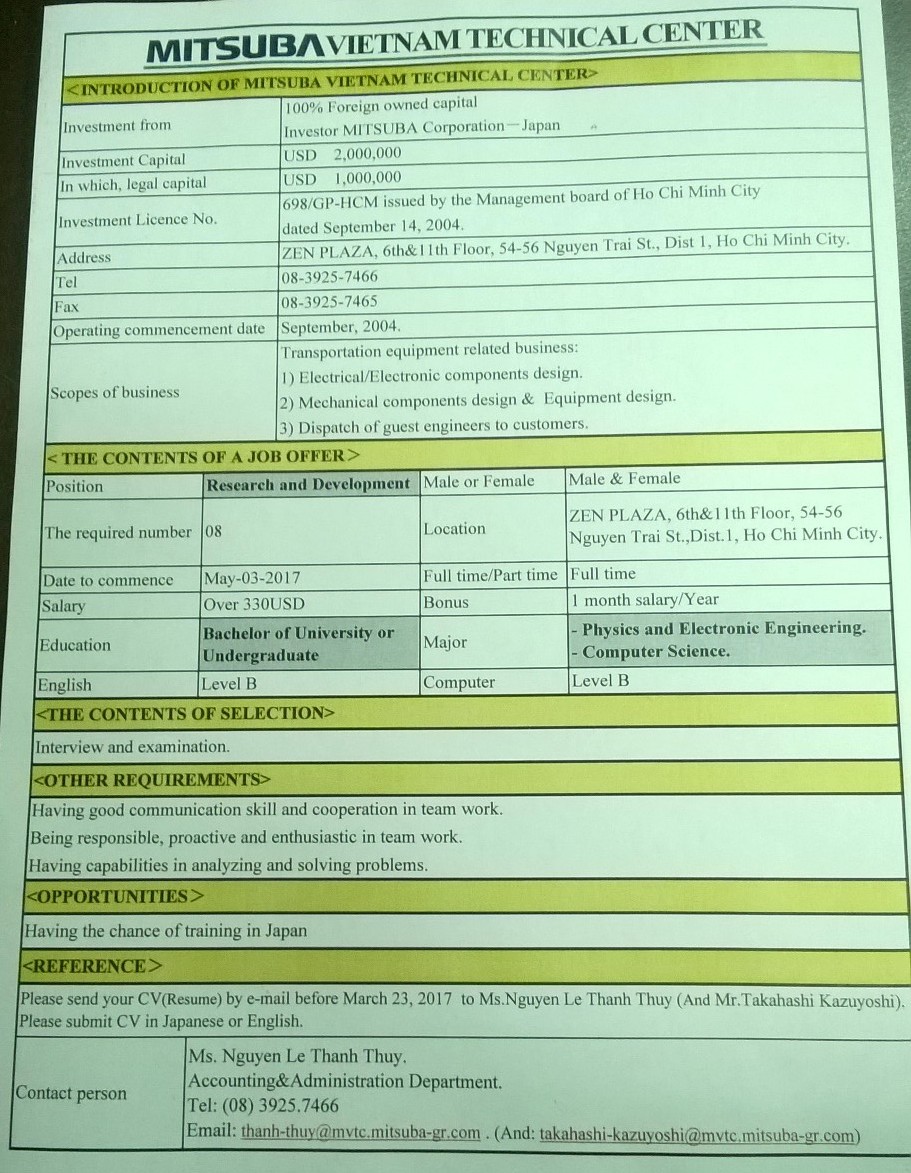 MITSUBA VIETNAM TECHNICAL CENTER
<INTRODUCTION OF MITSUBA VIETNAM TECHNICAL CENTER>
Investment from
100% Foreign owned capital
Investor MITSUBA Corporation－Japan
Investment Capital
USD 2,000,000
In which, legal capital
USD 1,000,000
Investment Licence No.
698/GP-HCM issued by the Management board of Ho Chi Minh City
dated September 14, 2004.
Address
ZEN PLAZA, 6th&11th Floor, 54-56 Nguyen Trai St., Dist 1, Ho Chi Minh City.
Tel
08-3925-7466
Fax
08-3925-7465
Operating commencement date
September, 2004.
Scopes of business
Transportation equipment related business:
1) Electrical/Electronic components design.
2) Mechanical components design & Equipment design.
3) Dispatch of guest engineers to customers.
< THE CONTENTS OF A JOB OFFER>
Position
Research and Development
Male or Female
Male & Female
The required number
08
Location
ZEN PLAZA, 6th&11th Floor, 54-56
Nguyen Trai St.,Dist.1, Ho Chi Minh City.
Date to commence
May-03-2017
Full time/Part time
Full time
Salary
Over 330USD
Bonus
1 month salary/Year
Education
Bachelor of University or
Undergraduate
Major
- Physics and Electronic Engineering.
- Computer Science.
English
Level B
Computer
Level B
<THE CONTENTS OF SELECTION>
Interview and examination.
<OTHER REQUIREMENTS>
Having good communication skill and cooperation in team work.
Being responsible, proactive and enthusiastic in team work.
Having capabilities in analyzing and solving problems.
<OPPORTUNITIES>
Having the chance of training in Japan
<REFERENCE>
Please send your CV(Resume) by e-mail before March 23, 2017 to Ms.Nguyen Le Thanh Thuy (And Mr.Takahashi Kazuyoshi).
Please submit CV in Japanese or English.
Contact person
Ms. Nguyen Le Thanh Thuy.
Accounting&Administration Department.
Tel: (08) 3925.7466
Email: thanh-thuy@mvtc.mitsuba-gr.com . (And: takahashi-kazuyoshi@mvtc.mitsuba-gr.com)